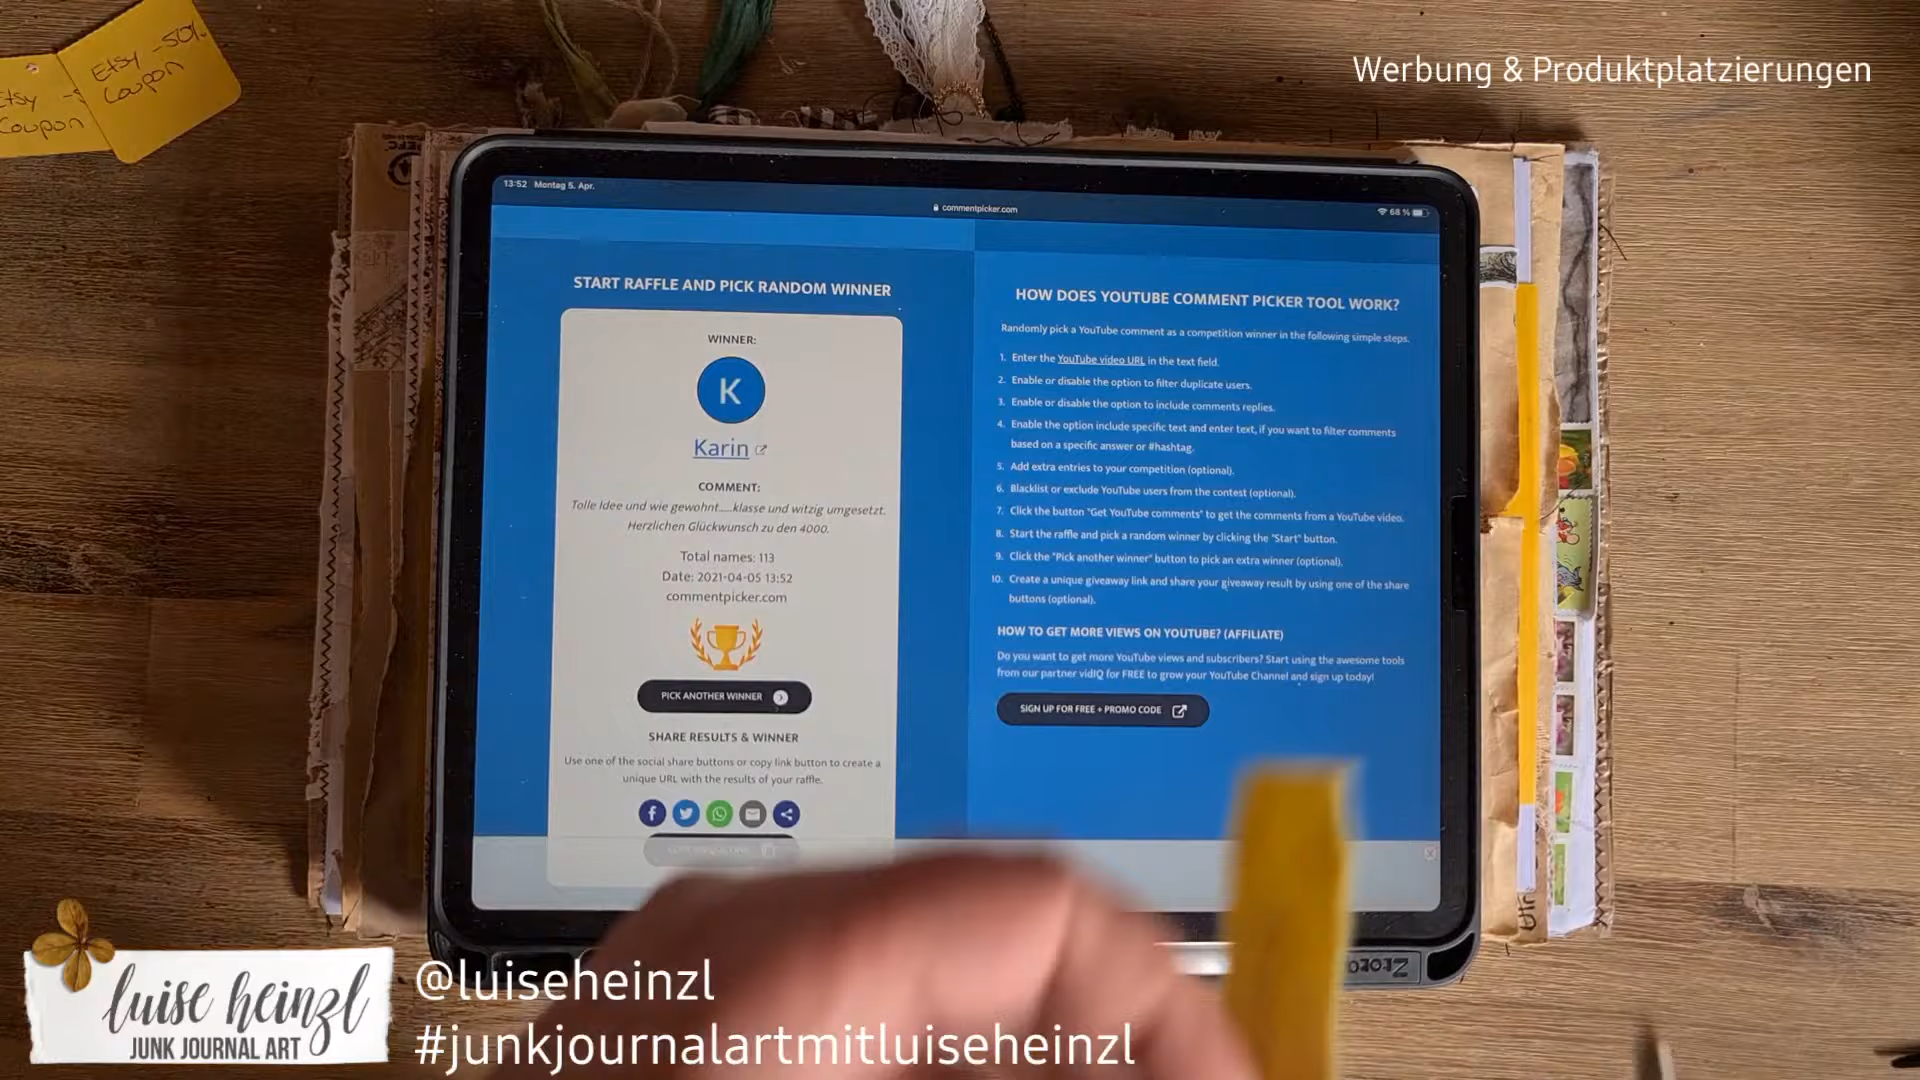 Etsy -50%
Coupon
Coupon
Werbung & Produktplatzierungen
13:52 Montag 5. Apr.
commentpicker.com
68 %
START RAFFLE AND PICK RANDOM WINNER
WINNER:
K
Karin
COMMENT:
Tolle Idee und wie gewohnt.....klasse und witzig umgesetzt.
Herzlichen Glückwunsch zu den 4000.
Total names: 113
Date: 2021-04-05 13:52
commentpicker.com
PICK ANOTHER WINNER
SHARE RESULTS & WINNER
Use one of the social share buttons or copy link button to create a
unique URL with the results of your raffle.
HOW DOES YOUTUBE COMMENT PICKER TOOL WORK?
Randomly pick a YouTube comment as a competition winner in the following simple steps.
1. Enter the YouTube video URL in the text field.
2. Enable or disable the option to filter duplicate users.
3. Enable or disable the option to include comments replies.
4. Enable the option include specific text and enter text, if you want to filter comments
based on a specific answer or #hashtag.
5. Add extra entries to your competition (optional).
6. Blacklist or exclude YouTube users from the contest (optional).
7. Click the button "Get YouTube comments" to get the comments from a YouTube video.
8. Start the raffle and pick a random winner by clicking the "Start" button.
9. Click the "Pick another winner" button to pick an extra winner (optional).
10. Create a unique giveaway link and share your giveaway result by using one of the share
buttons (optional).
HOW TO GET MORE VIEWS ON YOUTUBE? (AFFILIATE)
Do you want to get more YouTube views and subscribers? Start using the awesome tools
from our partner vidIQ for FREE to grow your YouTube Channel and sign up today!
SIGN UP FOR FREE + PROMO CODE
luise heinzl
JUNK JOURNAL ART
@luiseheinzl
#junkjournalartmitluiseheinzl